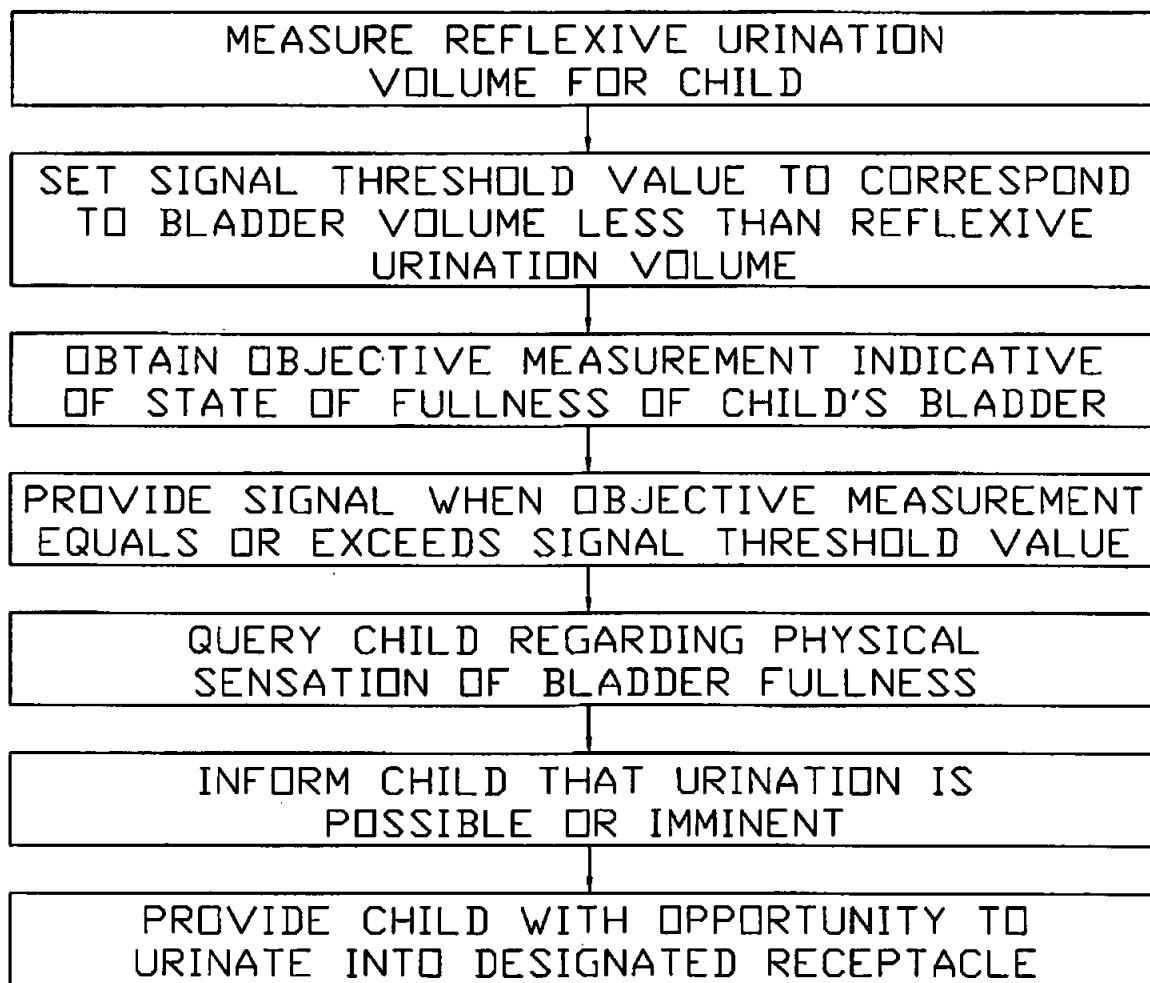 MEASURE REFLEXIVE URINATION
VOLUME FOR CHILD
SET SIGNAL THRESHOLD VALUE TO CORRESPOND
TO BLADDER VOLUME LESS THAN REFLEXIVE
URINATION VOLUME
OBTAIN OBJECTIVE MEASUREMENT INDICATIVE
OF STATE OF FULLNESS OF CHILD'S BLADDER
PROVIDE SIGNAL WHEN OBJECTIVE MEASUREMENT
EQUALS OR EXCEEDS SIGNAL THRESHOLD VALUE
QUERY CHILD REGARDING PHYSICAL
SENSATION OF BLADDER FULLNESS
INFORM CHILD THAT URINATION IS
POSSIBLE OR IMMINENT
PROVIDE CHILD WITH OPPORTUNITY TO
URINATE INTO DESIGNATED RECEPTACLE